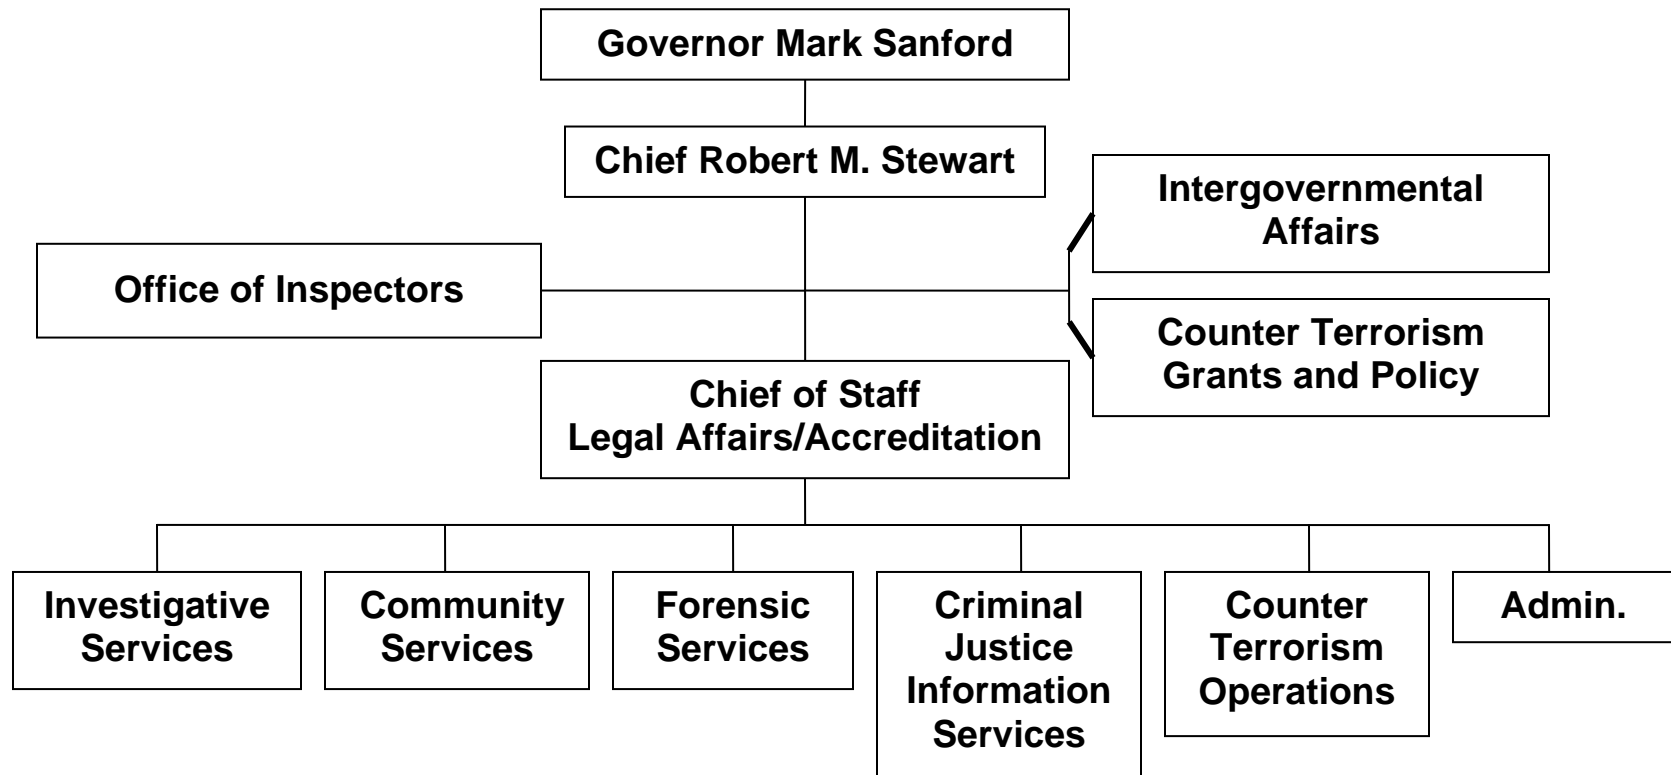 Governor Mark Sanford
Chief Robert M. Stewart
Intergovernmental
Affairs
Office of Inspectors
Counter Terrorism
Grants and Policy
Chief of Staff
Legal Affairs/Accreditation
Investigative
Services
Community
Services
Forensic
Services
Criminal
Justice
Information
Services
Counter
Terrorism
Operations
Admin.